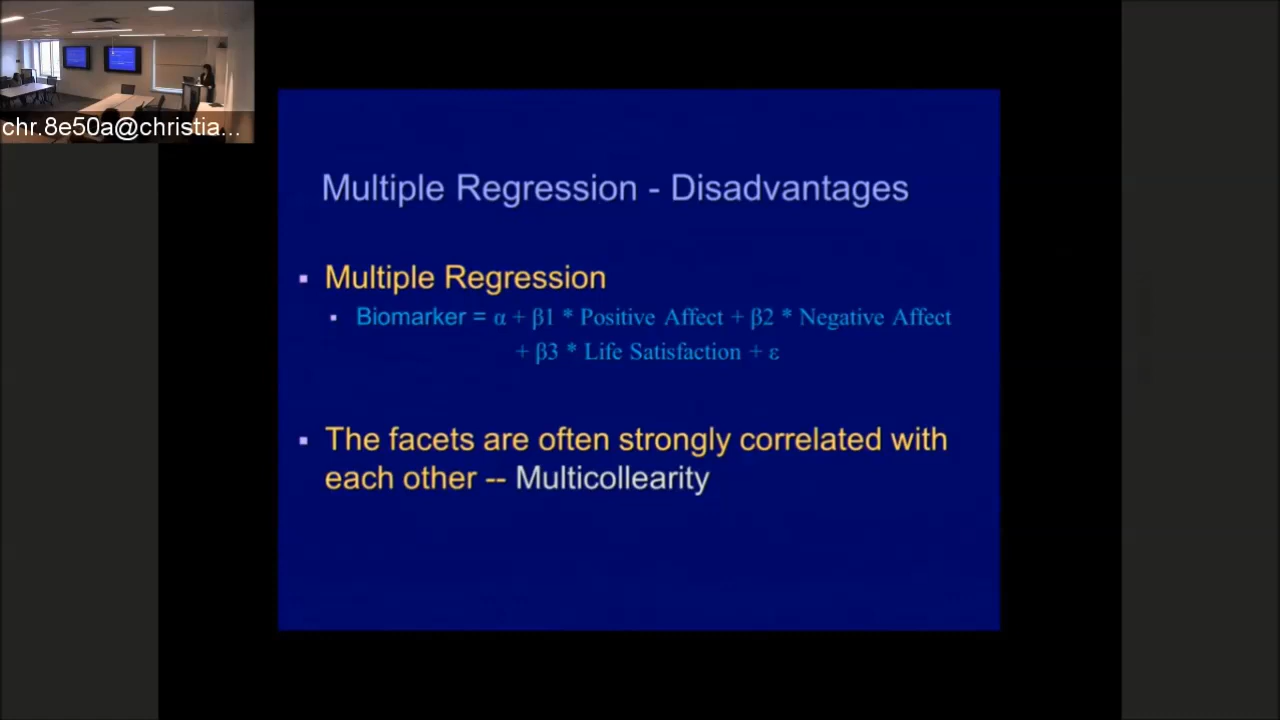 chr.8e50a@christia...
Multiple Regression - Disadvantages
▪ Multiple Regression
▪ Biomarker = α + β1 * Positive Affect + β2 * Negative Affect
+ β3 * Life Satisfaction + ε
▪ The facets are often strongly correlated with
each other -- Multicollearity